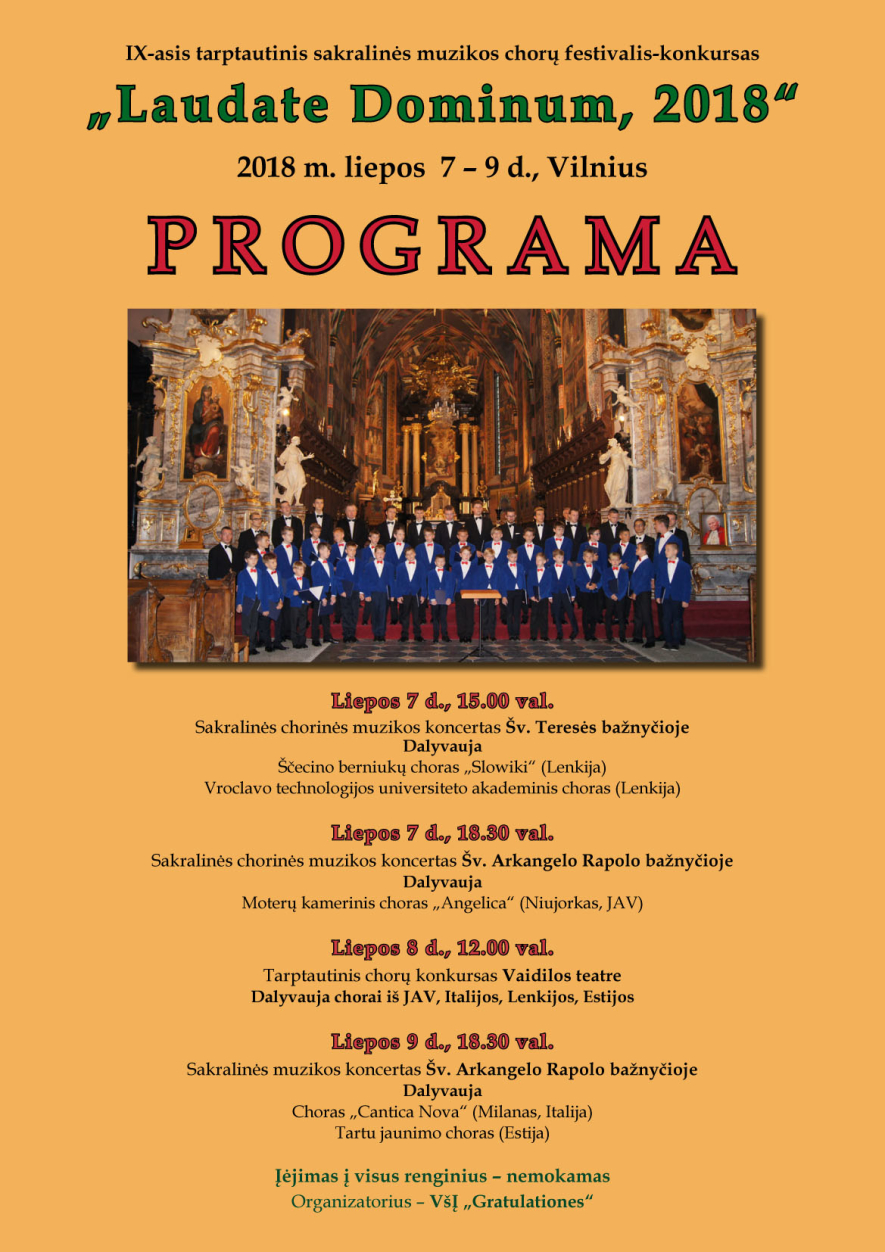 IX-asis tarptautinis sakralinės muzikos chorų festivalis-konkursas
„Laudate Dominum, 2018“
2018 m. liepos 7 – 9 d., Vilnius
PROGRAMA
Liepos 7 d., 15.00 val.
Sakralinės chorinės muzikos koncertas Šv. Teresės bažnyčioje
Dalyvauja
Ščecino berniukų choras „Slowiki“ (Lenkija)
Vroclavo technologijos universiteto akademinis choras (Lenkija)
Liepos 7 d., 18.30 val.
Sakralinės chorinės muzikos koncertas Šv. Arkangelo Rapolo bažnyčioje
Dalyvauja
Moterų kamerinis choras „Angelica“ (Niujorkas, JAV)
Liepos 8 d., 12.00 val.
Tarptautinis chorų konkursas Vaidilos teatre
Dalyvauja chorai iš JAV, Italijos, Lenkijos, Estijos
Liepos 9 d., 18.30 val.
Sakralinės muzikos koncertas Šv. Arkangelo Rapolo bažnyčioje
Dalyvauja
Choras „Cantica Nova“ (Milanas, Italija)
Tartu jaunimo choras (Estija)
Įėjimas į visus renginius – nemokamas
Organizatorius – VšĮ „Gratulationes“